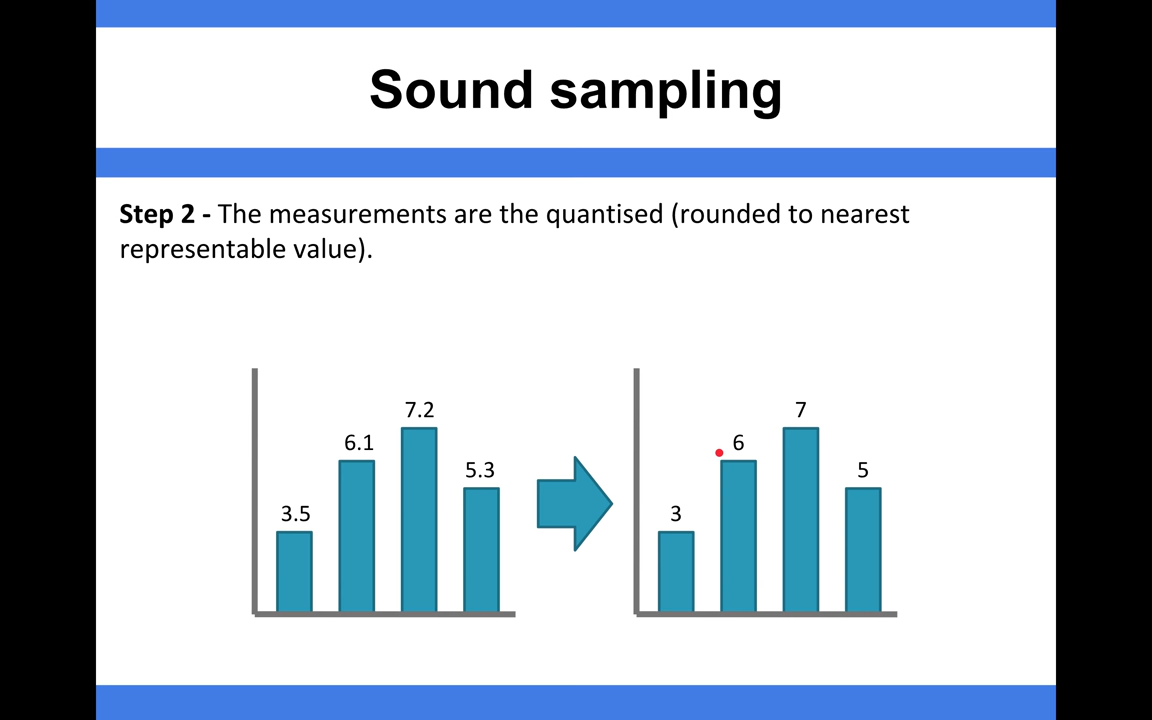 Sound sampling
Step 2 - The measurements are the quantised (rounded to nearest
representable value).
3.5
6.1
7.2
5.3
3
6
7
5